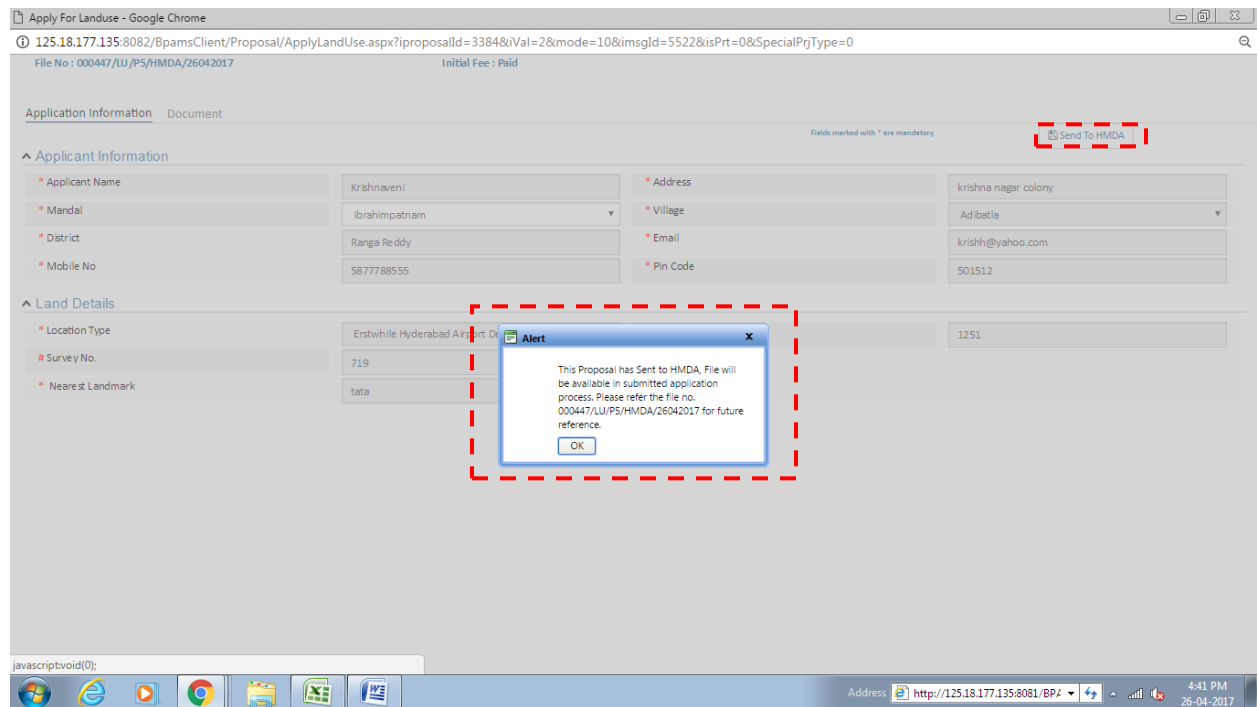 Apply For Landuse - Google Chrome
125.18.177.135:8082/BpamsClient/Proposal/ApplyLandUse.aspx?iproposalId=3384&iVal=2&mode=10&imsgId=5522&isPrt=0&SpecialPrjType=0
File No : 000447/LU/P5/HMDA/26042017 Initial Fee : Paid
Application Information Document
Fields marked with * are mandatory Send To HMDA
Applicant Information
* Applicant Name Krishnaveni * Address krishna nagar colony
* Mandal Ibrahimpatnam * Village Adibatla
* District Ranga Reddy * Email krishh@yahoo.com
* Mobile No 5877788555 * Pin Code 501512
Land Details
* Location Type Erstwhile Hyderabad Airport De 1251
# Survey No. 719
* Nearest Landmark tata
Alert x
This Proposal has Sent to HMDA, File will
be available in submitted application
process. Please refer the file no.
000447/LU/P5/HMDA/26042017 for future
reference.
OK
javascript:void(0);
Address http://125.18.177.135:8081/BPA
4:41 PM
26-04-2017